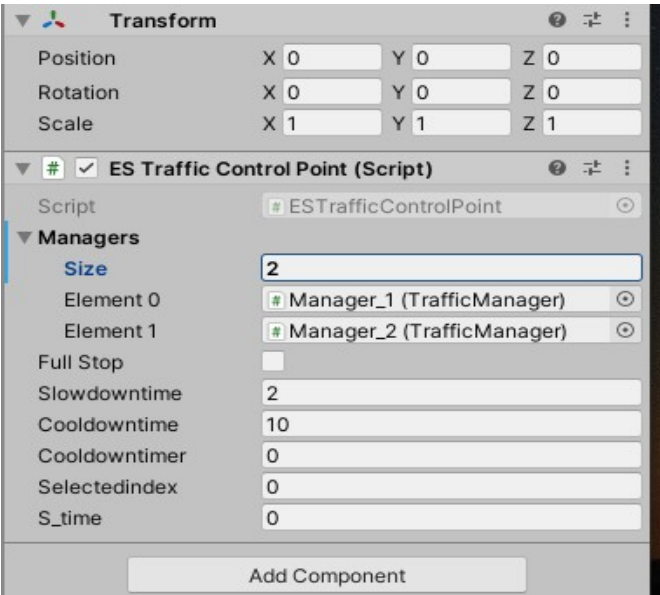 Transform
Position X 0 Y 0 Z 0
Rotation X 0 Y 0 Z 0
Scale X 1 Y 1 Z 1
# ES Traffic Control Point (Script)
Script # ESTrafficControlPoint
Managers
Size 2
Element 0 # Manager_1 (TrafficManager)
Element 1 # Manager_2 (TrafficManager)
Full Stop
Slowdowntime 2
Cooldowntime 10
Cooldowntimer 0
Selectedindex 0
S_time 0
Add Component